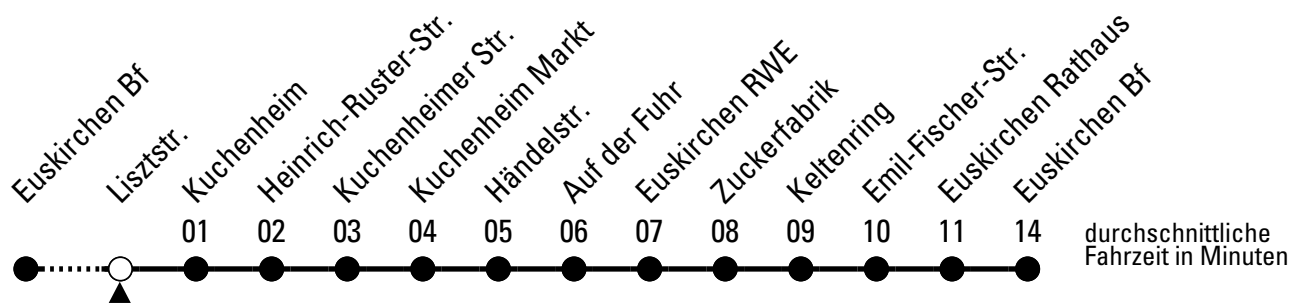 Euskirchen Bf
Lisztstr.
Kuchenheim
Heinrich-Ruster-Str.
Kuchenheimer Str.
Kuchenheim Markt
Händelstr.
Auf der Fuhr
Euskirchen RWE
Zuckerfabrik
Keltenring
Emil-Fischer-Str.
Euskirchen Rathaus
Euskirchen Bf
01 02 03 04 05 06 07 08 09 10 11 14
durchschnittliche
Fahrzeit in Minuten